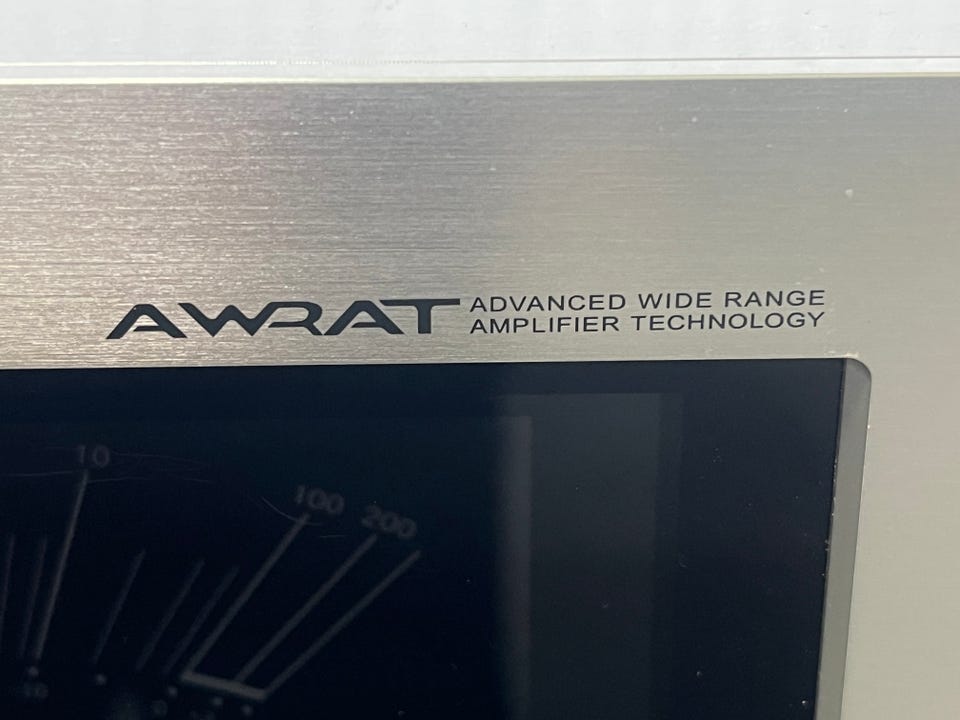 AWRAT ADVANCED WIDE RANGE
AMPLIFIER TECHNOLOGY
10
100 200